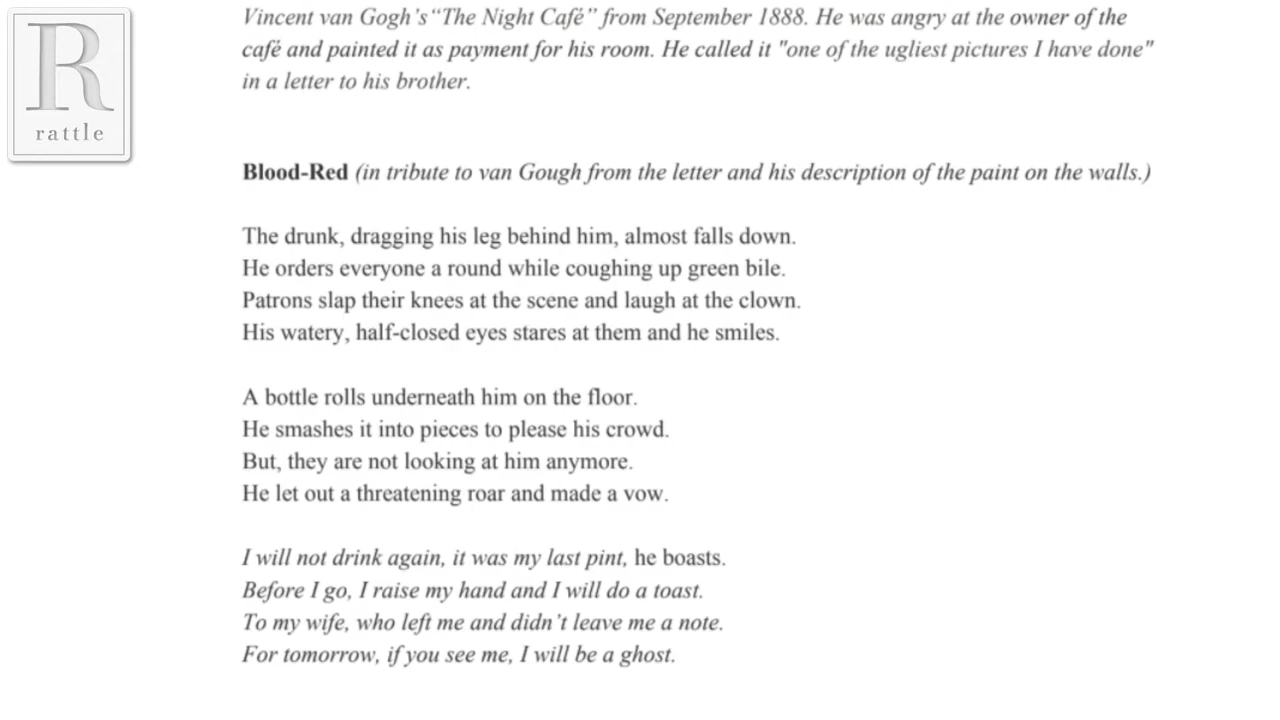 Vincent van Gogh’s “The Night Café” from September 1888. He was angry at the owner of the
café and painted it as payment for his room. He called it "one of the ugliest pictures I have done"
in a letter to his brother.
R
rattle
Blood-Red (in tribute to van Gough from the letter and his description of the paint on the walls.)
The drunk, dragging his leg behind him, almost falls down.
He orders everyone a round while coughing up green bile.
Patrons slap their knees at the scene and laugh at the clown.
His watery, half-closed eyes stares at them and he smiles.
A bottle rolls underneath him on the floor.
He smashes it into pieces to please his crowd.
But, they are not looking at him anymore.
He let out a threatening roar and made a vow.
I will not drink again, it was my last pint, he boasts.
Before I go, I raise my hand and I will do a toast.
To my wife, who left me and didn’t leave me a note.
For tomorrow, if you see me, I will be a ghost.